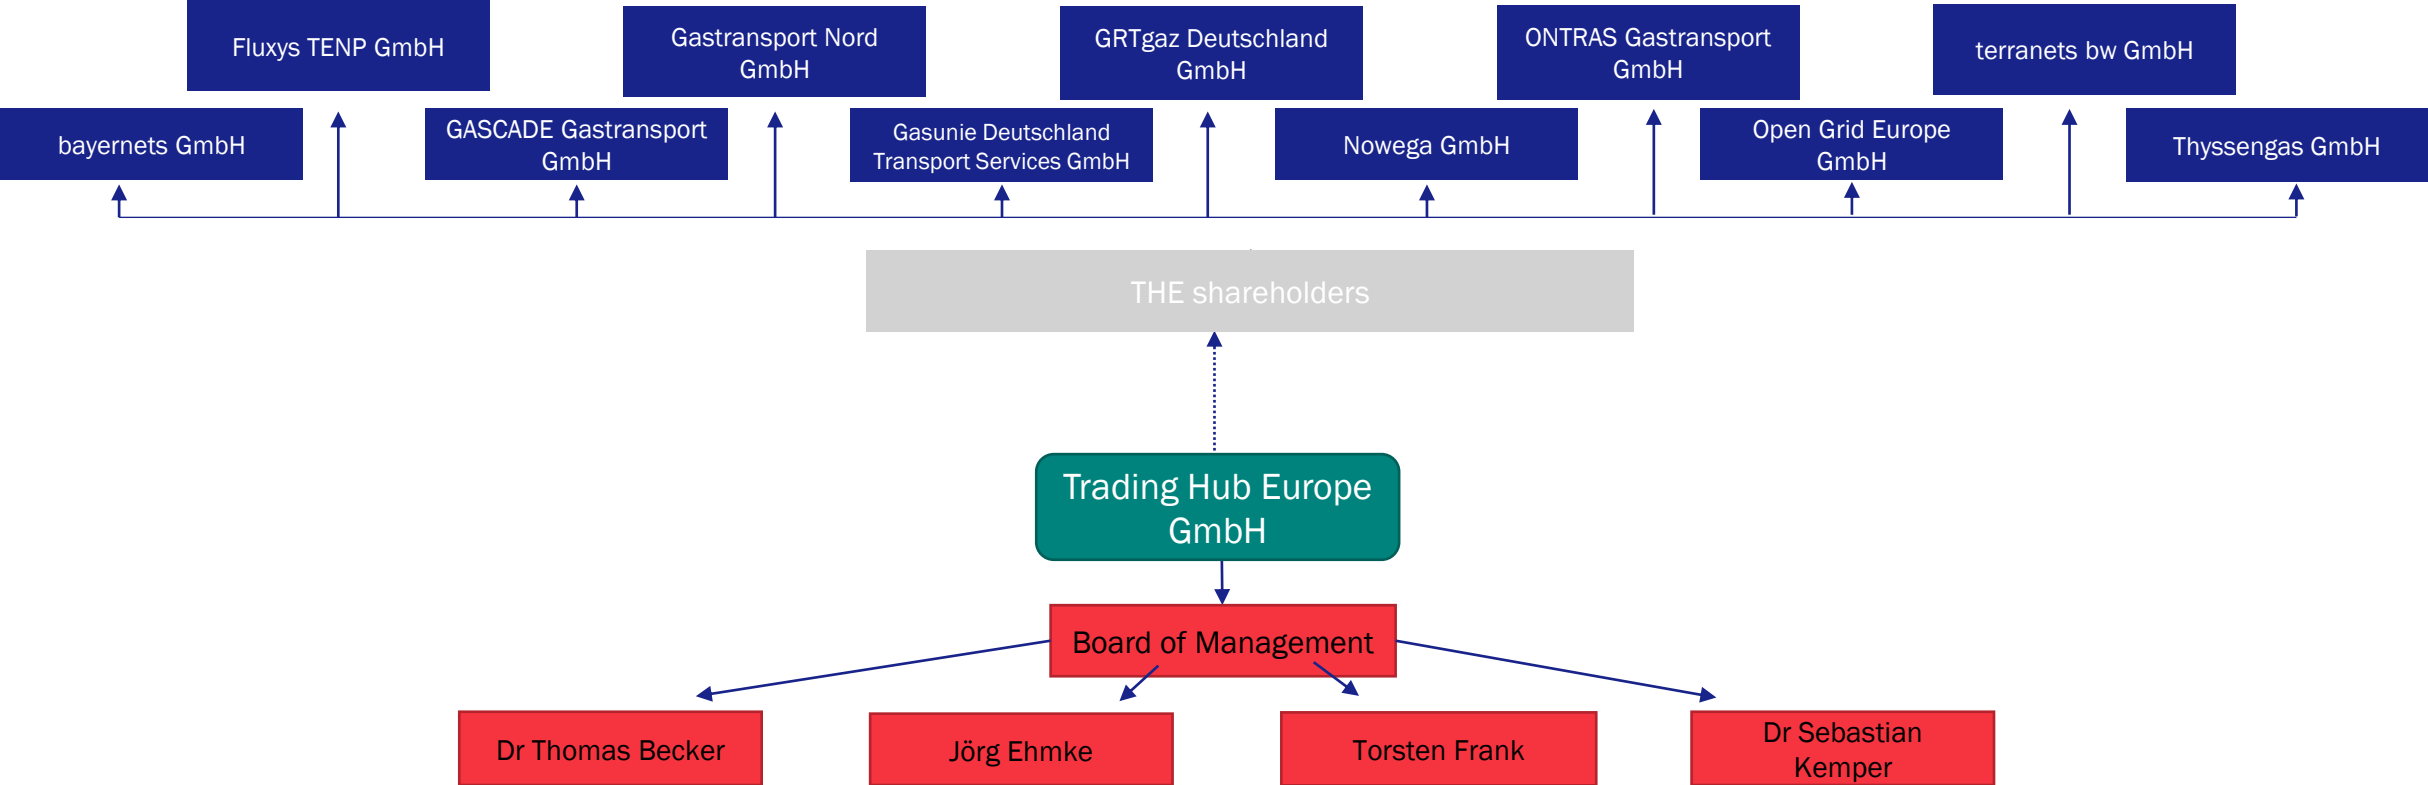 Fluxys TENP GmbH
Gastransport Nord
GmbH
GRTgaz Deutschland
GmbH
ONTRAS Gastransport
GmbH
terranets bw GmbH
bayernets GmbH
GASCADE Gastransport
GmbH
Gasunie Deutschland
Transport Services GmbH
Nowega GmbH
Open Grid Europe
GmbH
Thyssengas GmbH
THE shareholders
Trading Hub Europe
GmbH
Board of Management
Dr Thomas Becker
Jörg Ehmke
Torsten Frank
Dr Sebastian
Kemper